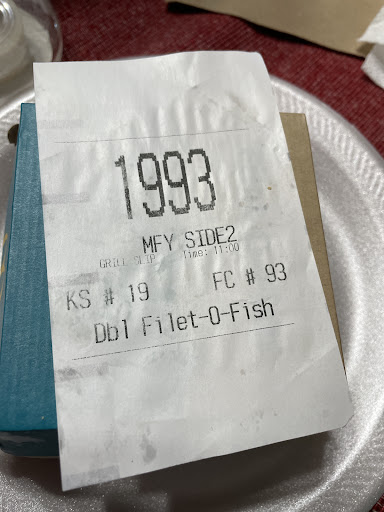 1993
MFY SIDE2
GRILL SLIP Time: 11:00
KS # 19 FC # 93
Dbl Filet-O-Fish